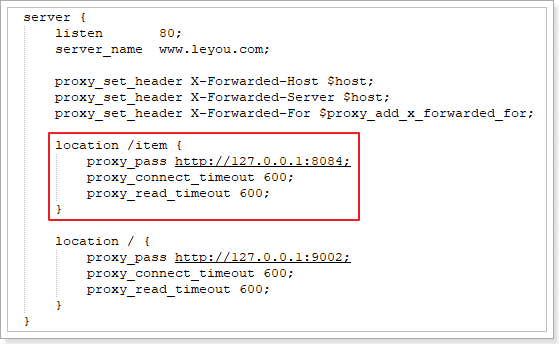 server {
    listen       80;
    server_name  www.leyou.com;

    proxy_set_header X-Forwarded-Host $host;
    proxy_set_header X-Forwarded-Server $host;
    proxy_set_header X-Forwarded-For $proxy_add_x_forwarded_for;

    location /item {
        proxy_pass http://127.0.0.1:8084;
        proxy_connect_timeout 600;
        proxy_read_timeout 600;
    }

    location / {
        proxy_pass http://127.0.0.1:9002;
        proxy_connect_timeout 600;
        proxy_read_timeout 600;
    }
}